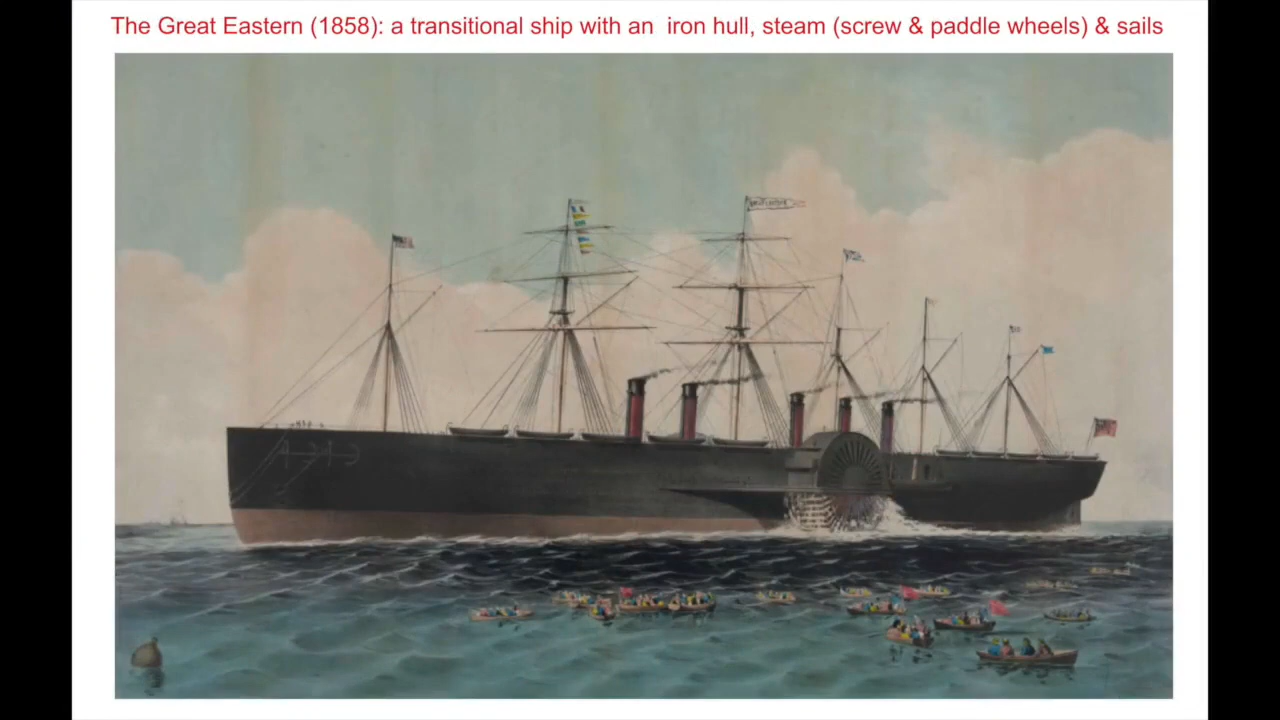 The Great Eastern (1858): a transitional ship with an  iron hull, steam (screw & paddle wheels) & sails